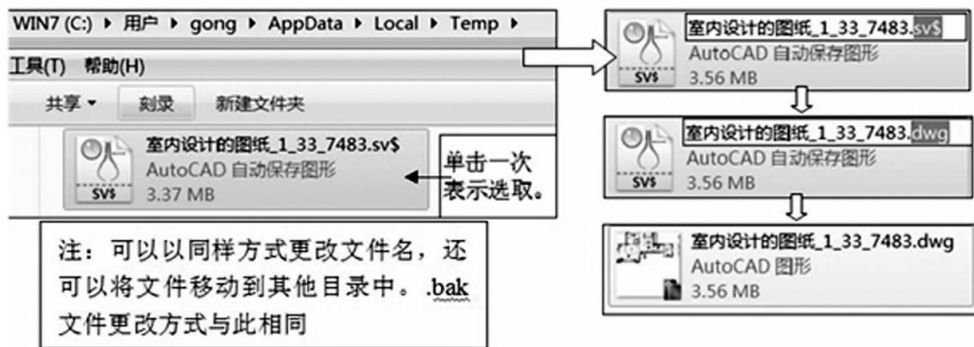 WIN7 (C:) ▸ 用户 ▸ gong ▸ AppData ▸ Local ▸ Temp ▸
工具(T) 帮助(H)
共享 刻录 新建文件夹
室内设计的图纸_1_33_7483.sv$
AutoCAD 自动保存图形
3.37 MB
SV$
单击一次
表示选取。
注：可以以同样方式更改文件名，还
可以将文件移动到其他目录中。.bak
文件更改方式与此相同
室内设计的图纸_1_33_7483.sv$
AutoCAD 自动保存图形
3.56 MB
SV$
室内设计的图纸_1_33_7483.dwg
AutoCAD 自动保存图形
3.56 MB
SV$
室内设计的图纸_1_33_7483.dwg
AutoCAD 图形
3.56 MB